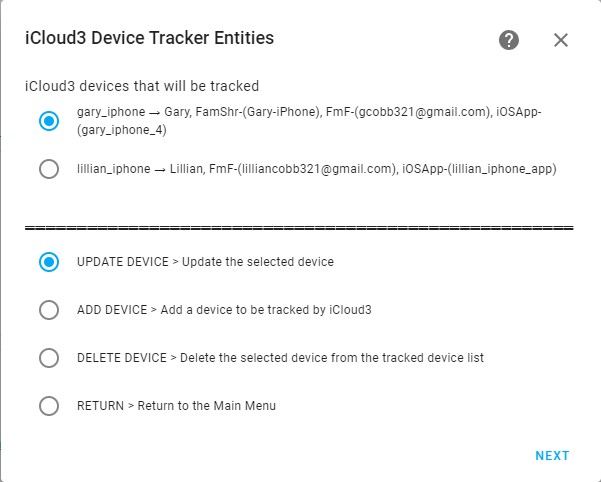 iCloud3 Device Tracker Entities
iCloud3 devices that will be tracked
gary_iphone → Gary, FamShr-(Gary-iPhone), FmF-(gcobb321@gmail.com), iOSApp-
(gary_iphone_4)
lillian_iphone → Lillian, FmF-(lilliancobb321@gmail.com), iOSApp-(lillian_iphone_app)
UPDATE DEVICE > Update the selected device
ADD DEVICE > Add a device to be tracked by iCloud3
DELETE DEVICE > Delete the selected device from the tracked device list
RETURN > Return to the Main Menu
NEXT